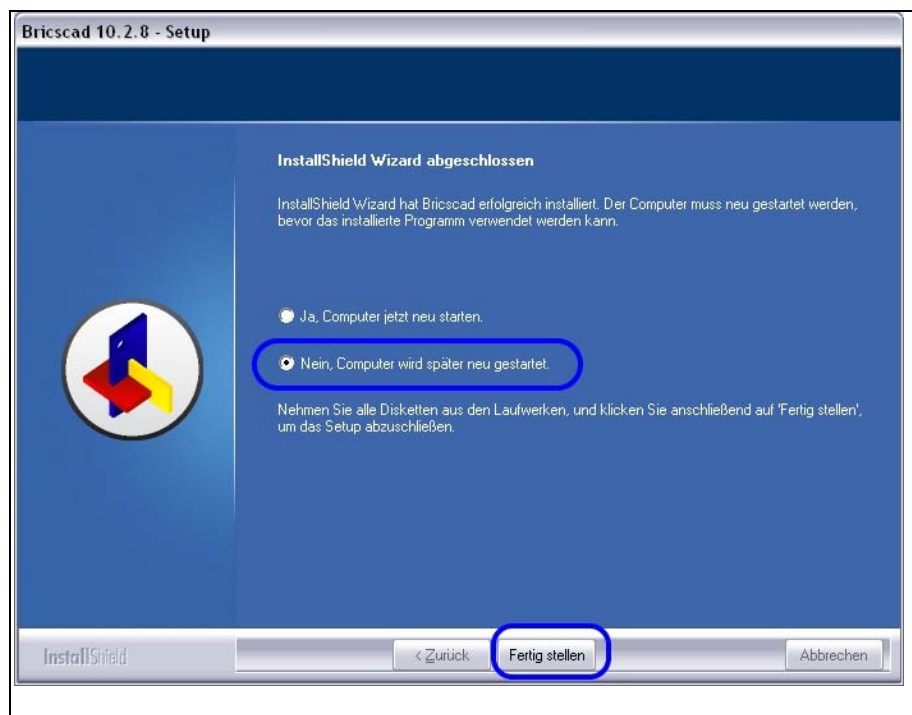 Bricscad 10.2.8 - Setup
InstallShield Wizard abgeschlossen
InstallShield Wizard hat Bricscad erfolgreich installiert. Der Computer muss neu gestartet werden,
bevor das installierte Programm verwendet werden kann.
Ja, Computer jetzt neu starten.
Nein, Computer wird später neu gestartet.
Nehmen Sie alle Disketten aus den Laufwerken, und klicken Sie anschließend auf 'Fertig stellen',
um das Setup abzuschließen.
InstallShield
< Zurück Fertig stellen Abbrechen